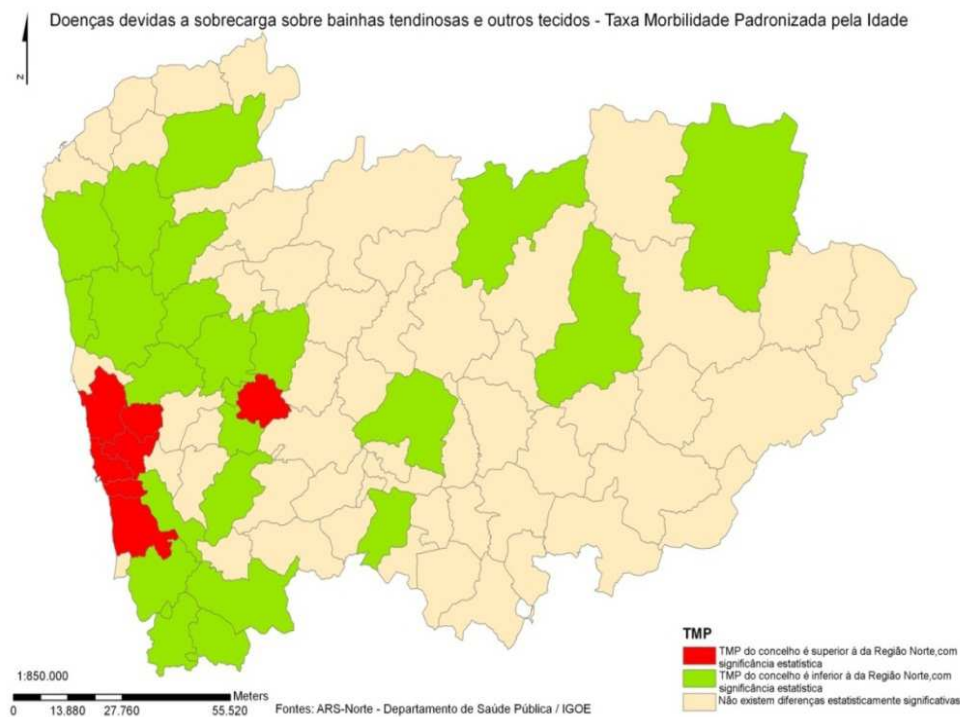 Doenças devidas a sobrecarga sobre bainhas tendinosas e outros tecidos - Taxa Morbilidade Padronizada pela Idade
z
TMP
TMP do concelho é superior á da Região Norte,com
significância estatística
TMP do concelho é inferior á da Região Norte,com
significância estatística
Não existem diferenças estatisticamente significativas
1:850.000
Meters
0 13.880 27.760 55.520
Fontes: ARS-Norte - Departamento de Saúde Pública / IGOE